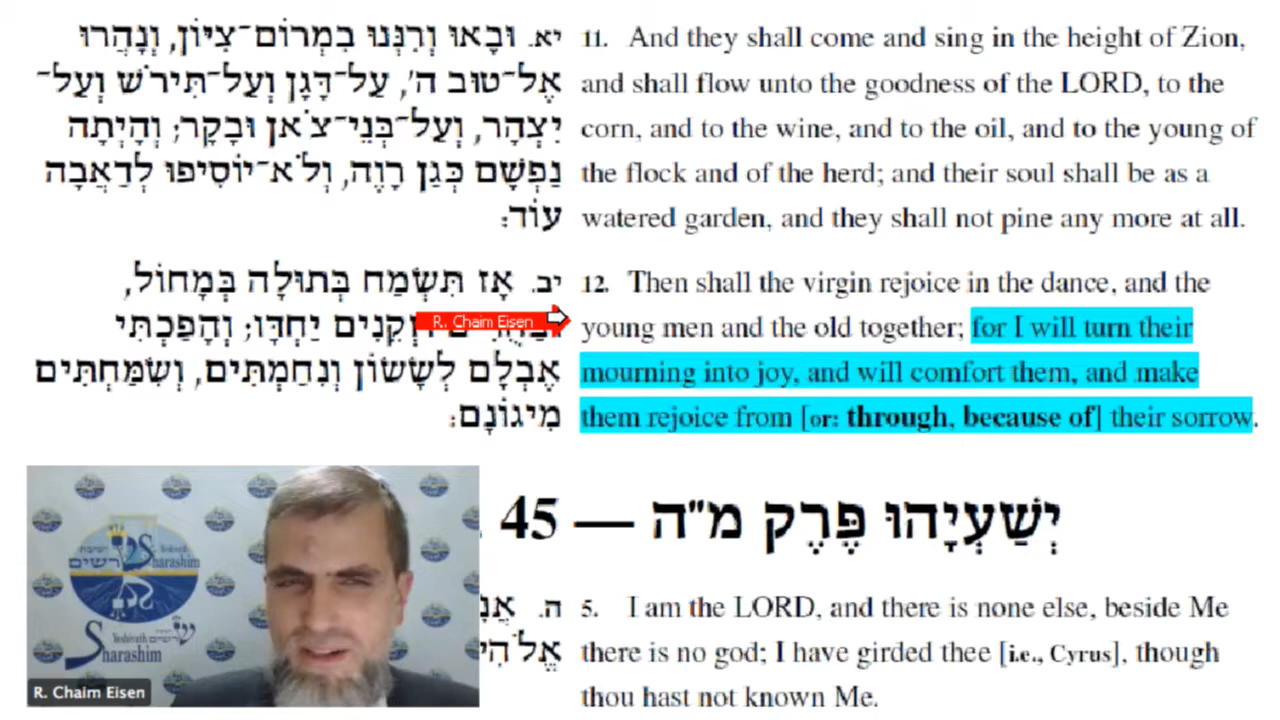 יא. וּבָאוּ וְרִנְּנוּ בִמְרוֹם־צִיּוֹן, וְנָהֲרוּ
אֶל־טוּב ה', עַל־דָּגָן וְעַל־תִּירֹשׁ וְעַל־
יִצְהָר, וְעַל־בְּנֵי־צֹאן וּבָקָר; וְהָיְתָה
נַפְשָׁם כְּגַן רָוֶה, וְלֹא־יוֹסִיפוּ לְדַאֲבָה
עוֹד:
11. And they shall come and sing in the height of Zion,
and shall flow unto the goodness of the LORD, to the
corn, and to the wine, and to the oil, and to the young of
the flock and of the herd; and their soul shall be as a
watered garden, and they shall not pine any more at all.
יב. אָז תִּשְׂמַח בְּתוּלָה בְּמָחוֹל,
וְזְקֵנִים יַחְדָּו; וְהָפַכְתִּי
אֶבְלָם לְשָׂשׂוֹן וְנִחַמְתִּים, וְשִׂמַּחְתִּים
מִיגוֹנָם:
R. Chaim Eisen
12. Then shall the virgin rejoice in the dance, and the
young men and the old together; for I will turn their
mourning into joy, and will comfort them, and make
them rejoice from [or: through, because of] their sorrow.
יְשַׁעְיָהוּ פֶּרֶק מ"ה — 45
ה.
5. I am the LORD, and there is none else, beside Me
there is no god; I have girded thee [i.e., Cyrus], though
thou hast not known Me.
ישיבת
שרשים
Yeshivath
Sharashim
Yeshivath
Sharashim
R. Chaim Eisen